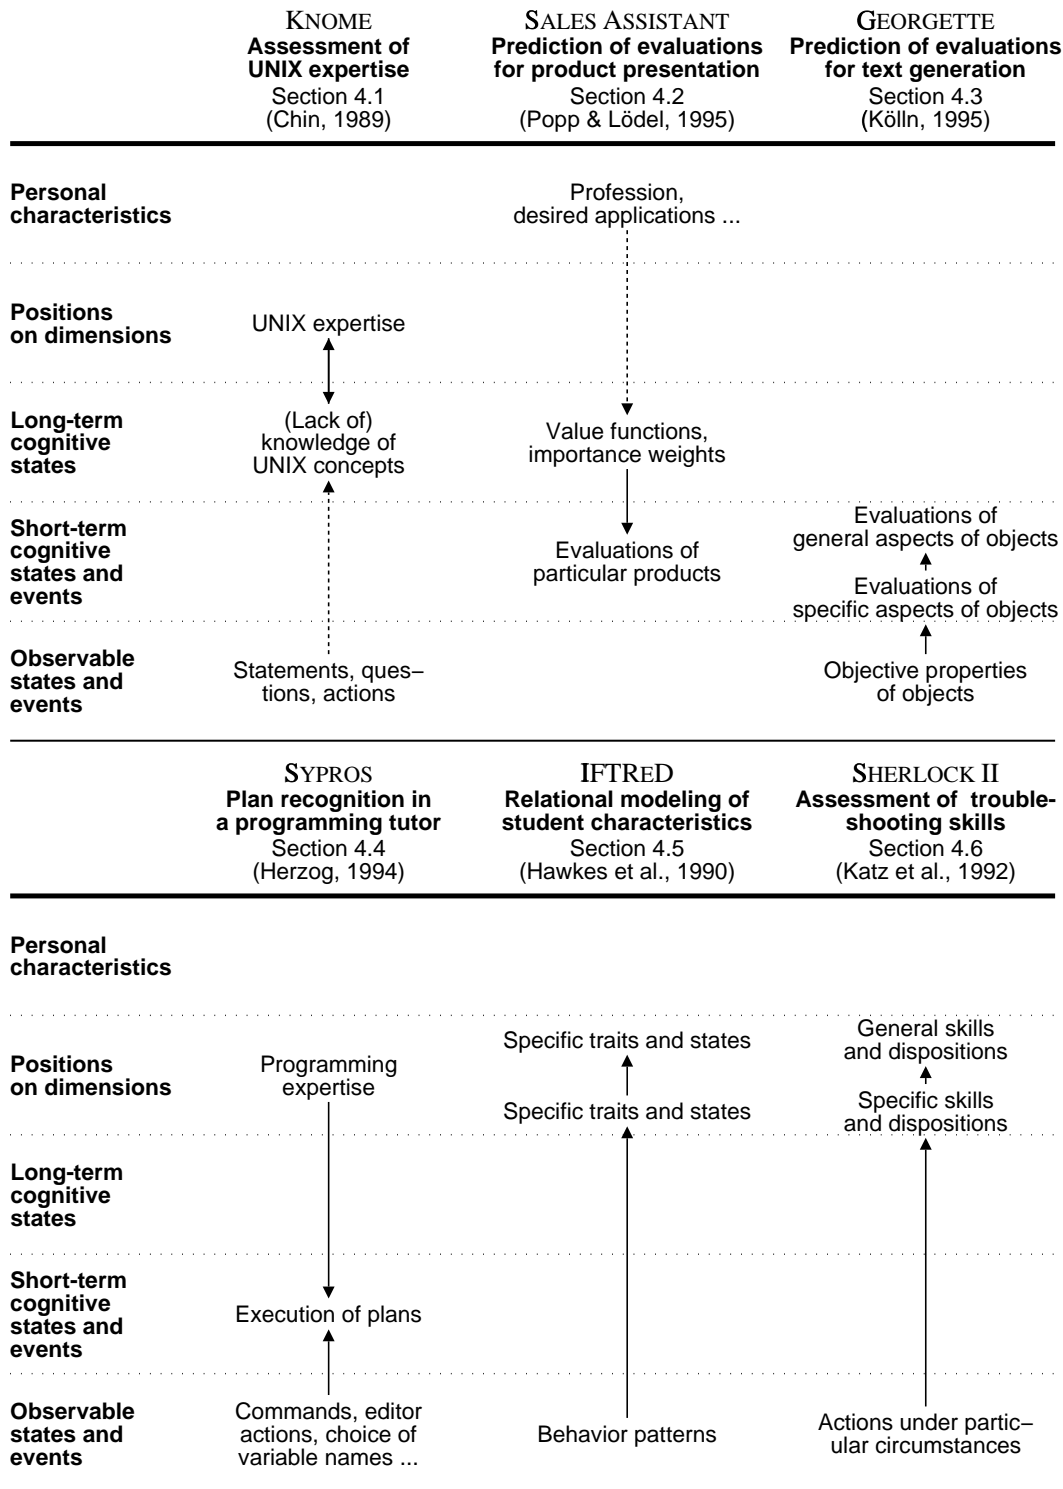 KNOME
Assessment of
UNIX expertise
Section 4.1
(Chin, 1989)
SALES ASSISTANT
Prediction of evaluations
for product presentation
Section 4.2
(Popp & Lödel, 1995)
GEORGETTE
Prediction of evaluations
for text generation
Section 4.3
(Kölln, 1995)
Personal
characteristics
Profession,
desired applications ...
Positions
on dimensions
UNIX expertise
Long-term
cognitive
states
(Lack of)
knowledge of
UNIX concepts
Value functions,
importance weights
Short-term
cognitive
states and
events
Evaluations of
particular products
Evaluations of
general aspects of objects
Evaluations of
specific aspects of objects
Observable
states and
events
Statements, ques–
tions, actions
Objective properties
of objects
SYPROS
Plan recognition in
a programming tutor
Section 4.4
(Herzog, 1994)
IFTRED
Relational modeling of
student characteristics
Section 4.5
(Hawkes et al., 1990)
SHERLOCK II
Assessment of trouble-
shooting skills
Section 4.6
(Katz et al., 1992)
Personal
characteristics
Positions
on dimensions
Programming
expertise
Specific traits and states
Specific traits and states
General skills
and dispositions
Specific skills
and dispositions
Long-term
cognitive
states
Short-term
cognitive
states and
events
Execution of plans
Observable
states and
events
Commands, editor
actions, choice of
variable names ...
Behavior patterns
Actions under partic–
ular circumstances